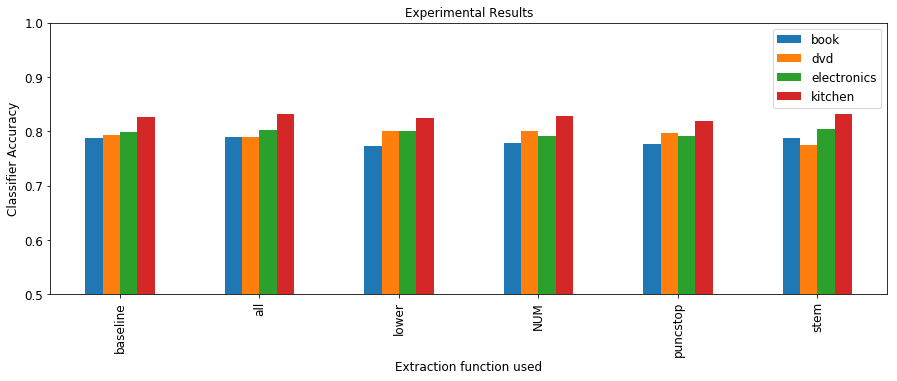 Experimental Results
1.0
0.9
0.8
0.7
0.6
0.5
Classifier Accuracy
book
dvd
electronics
kitchen
baseline
all
lower
NUM
puncstop
stem
Extraction function used